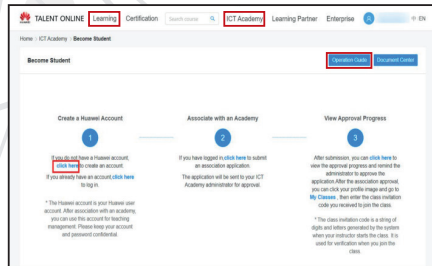 HUAWEI
TALENT ONLINE Learning Certification Search course ICT Academy Learning Partner Enterprise 中 EN
Home > ICT Academy > Become Student
Become Student Operation Guide Document Center
Create a Huawei Account
1
If you do not have a Huawei account,
click here to create an account.
If you already have an account,click here
to log in.
* The Huawei account is your Huawei user
account. After association with an academy,
you can use this account for teaching
management. Please keep your account
and password confidential.
Associate with an Academy
2
If you have logged in,click here to submit
an association application.
The application will be sent to your ICT
Academy administrator for approval.
View Approval Progress
3
After submission, you can click here to
view the approval progress and remind the
administrator to approve the
application.After the association approval,
you can click your profile image and go to
My Classes , then enter the class invitation
code you received to join the class.
* The class invitation code is a string of
digits and letters generated by the system
when your instructor starts the class. It is
used for verification when you join the
class.